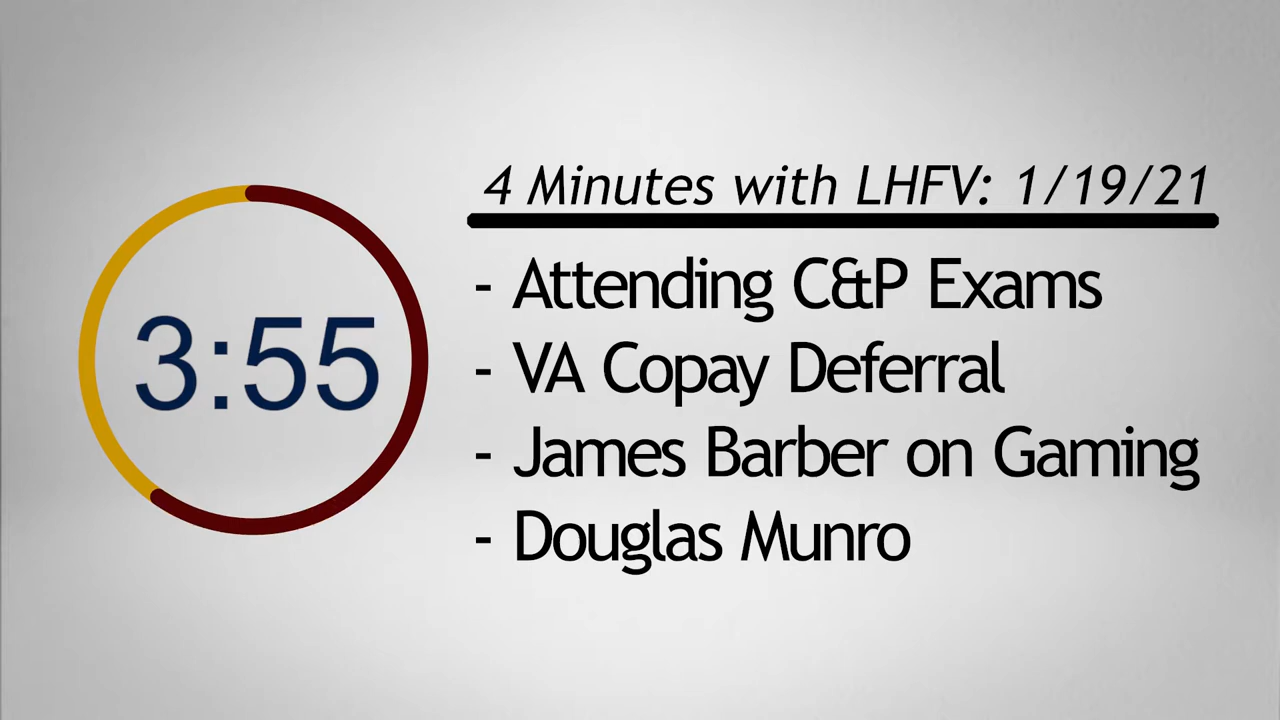 4 Minutes with LHFV: 1/19/21
3:55
- Attending C&P Exams
- VA Copay Deferral
- James Barber on Gaming
- Douglas Munro